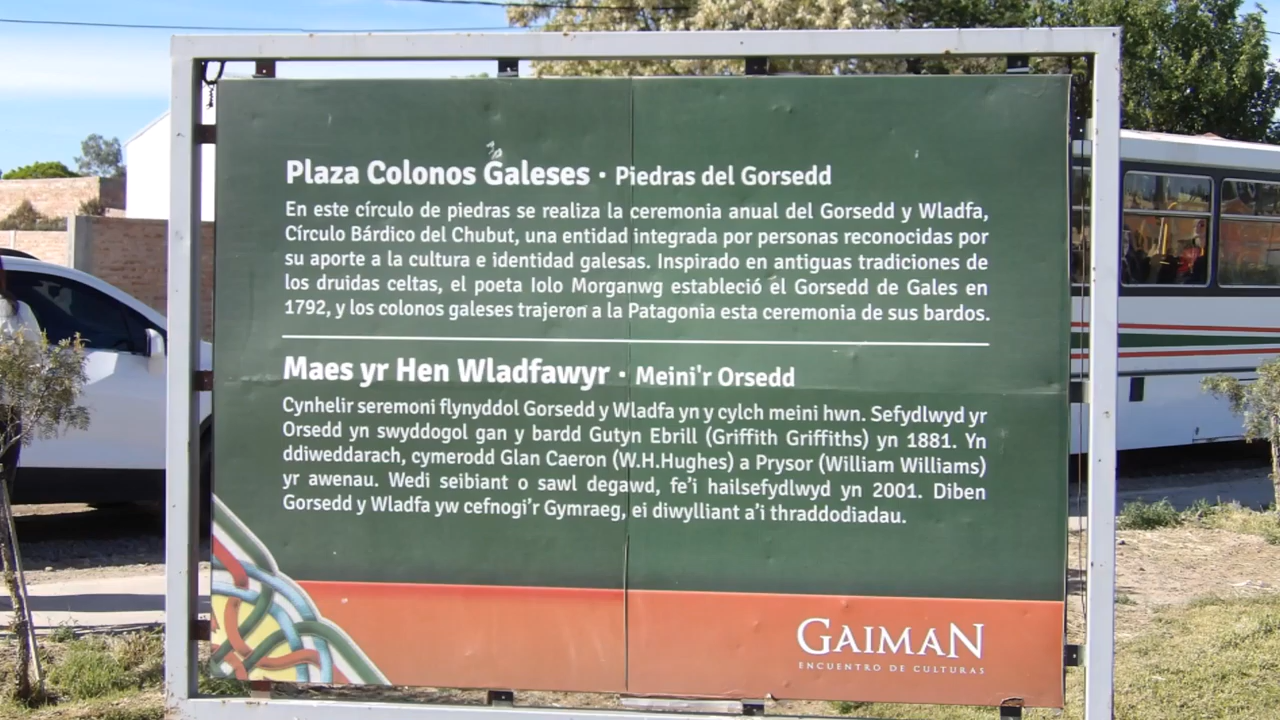 Plaza Colonos Galeses · Piedras del Gorsedd
En este círculo de piedras se realiza la ceremonia anual del Gorsedd y Wladfa,
Círculo Bárdico del Chubut, una entidad integrada por personas reconocidas por
su aporte a la cultura e identidad galesas. Inspirado en antiguas tradiciones de
los druidas celtas, el poeta Iolo Morganwg estableció el Gorsedd de Gales en
1792, y los colonos galeses trajeron a la Patagonia esta ceremonia de sus bardos.
Maes yr Hen Wladfawyr · Meini'r Orsedd
Cynhelir seremoni flynyddol Gorsedd y Wladfa yn y cylch meini hwn. Sefydlwyd yr
Orsedd yn swyddogol gan y bardd Gutyn Ebrill (Griffith Griffiths) yn 1881. Yn
ddiweddarach, cymerodd Glan Caeron (W.H.Hughes) a Prysor (William Williams)
yr awenau. Wedi seibiant o sawl degawd, fe’i hailsefydlwyd yn 2001. Diben
Gorsedd y Wladfa yw cefnogi’r Gymraeg, ei diwylliant a’i thraddodiadau.
GAIMAN
ENCUENTRO DE CULTURAS